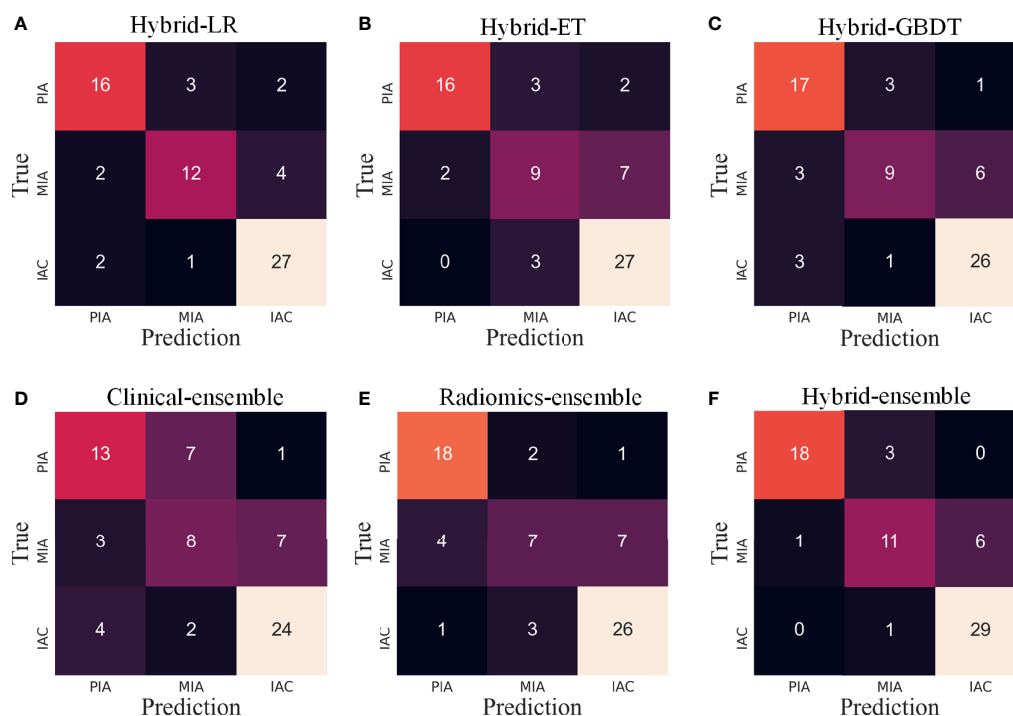 A Hybrid-LR
PIA 16 3 2
True MIA 2 12 4
IAC 2 1 27
PIA MIA IAC
Prediction
B Hybrid-ET
PIA 16 3 2
True MIA 2 9 7
IAC 0 3 27
PIA MIA IAC
Prediction
C Hybrid-GBDT
PIA 17 3 1
True MIA 3 9 6
IAC 3 1 26
PIA MIA IAC
Prediction
D Clinical-ensemble
PIA 13 7 1
True MIA 3 8 7
IAC 4 2 24
PIA MIA IAC
Prediction
E Radiomics-ensemble
PIA 18 2 1
True MIA 4 7 7
IAC 1 3 26
PIA MIA IAC
Prediction
F Hybrid-ensemble
PIA 18 3 0
True MIA 1 11 6
IAC 0 1 29
PIA MIA IAC
Prediction